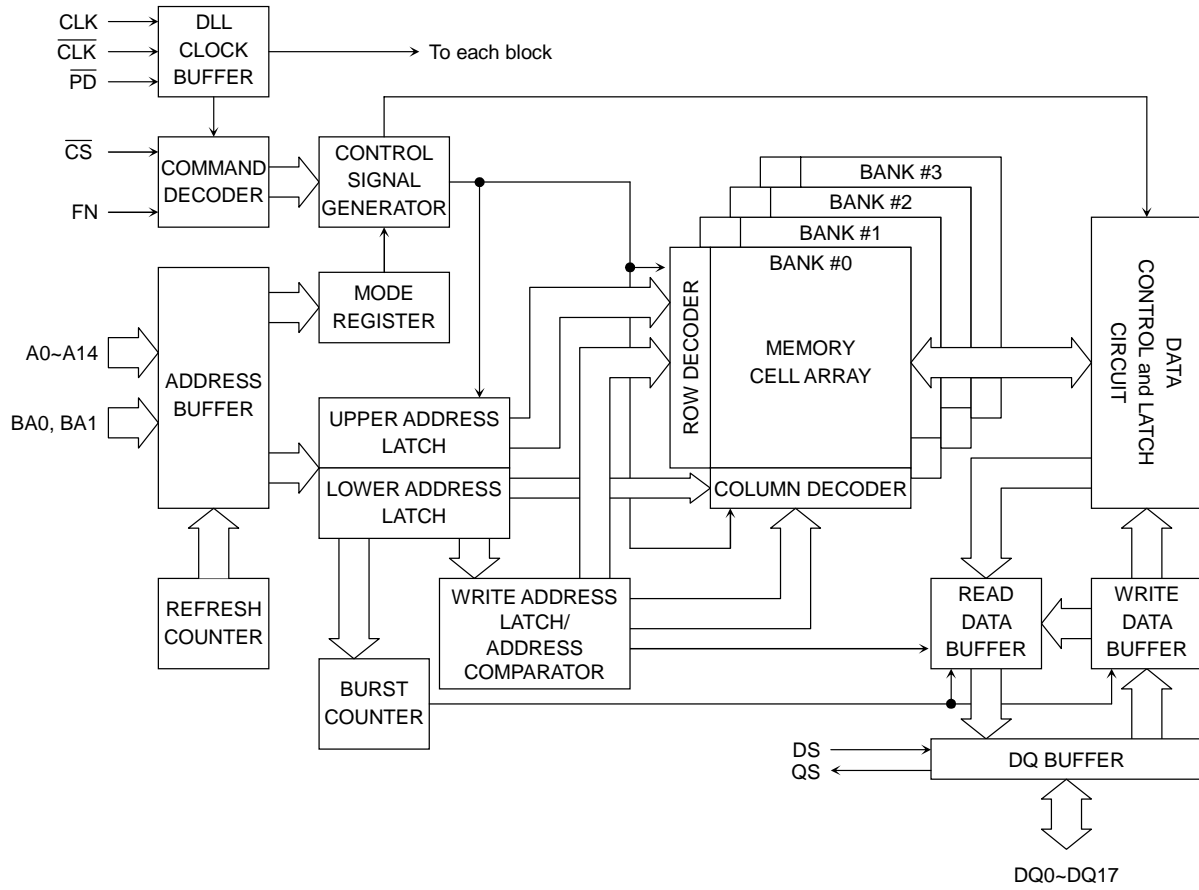 CLK
CLK
PD
DLL
CLOCK
BUFFER
To each block
CS
FN
COMMAND
DECODER
CONTROL
SIGNAL
GENERATOR
BANK #3
BANK #2
BANK #1
BANK #0
MODE
REGISTER
A0~A14
BA0, BA1
ADDRESS
BUFFER
ROW DECODER
MEMORY
CELL ARRAY
DATA
CONTROL and LATCH
CIRCUIT
UPPER ADDRESS
LATCH
LOWER ADDRESS
LATCH
COLUMN DECODER
REFRESH
COUNTER
WRITE ADDRESS
LATCH/
ADDRESS
COMPARATOR
READ
DATA
BUFFER
WRITE
DATA
BUFFER
BURST
COUNTER
DS
QS
DQ BUFFER
DQ0~DQ17